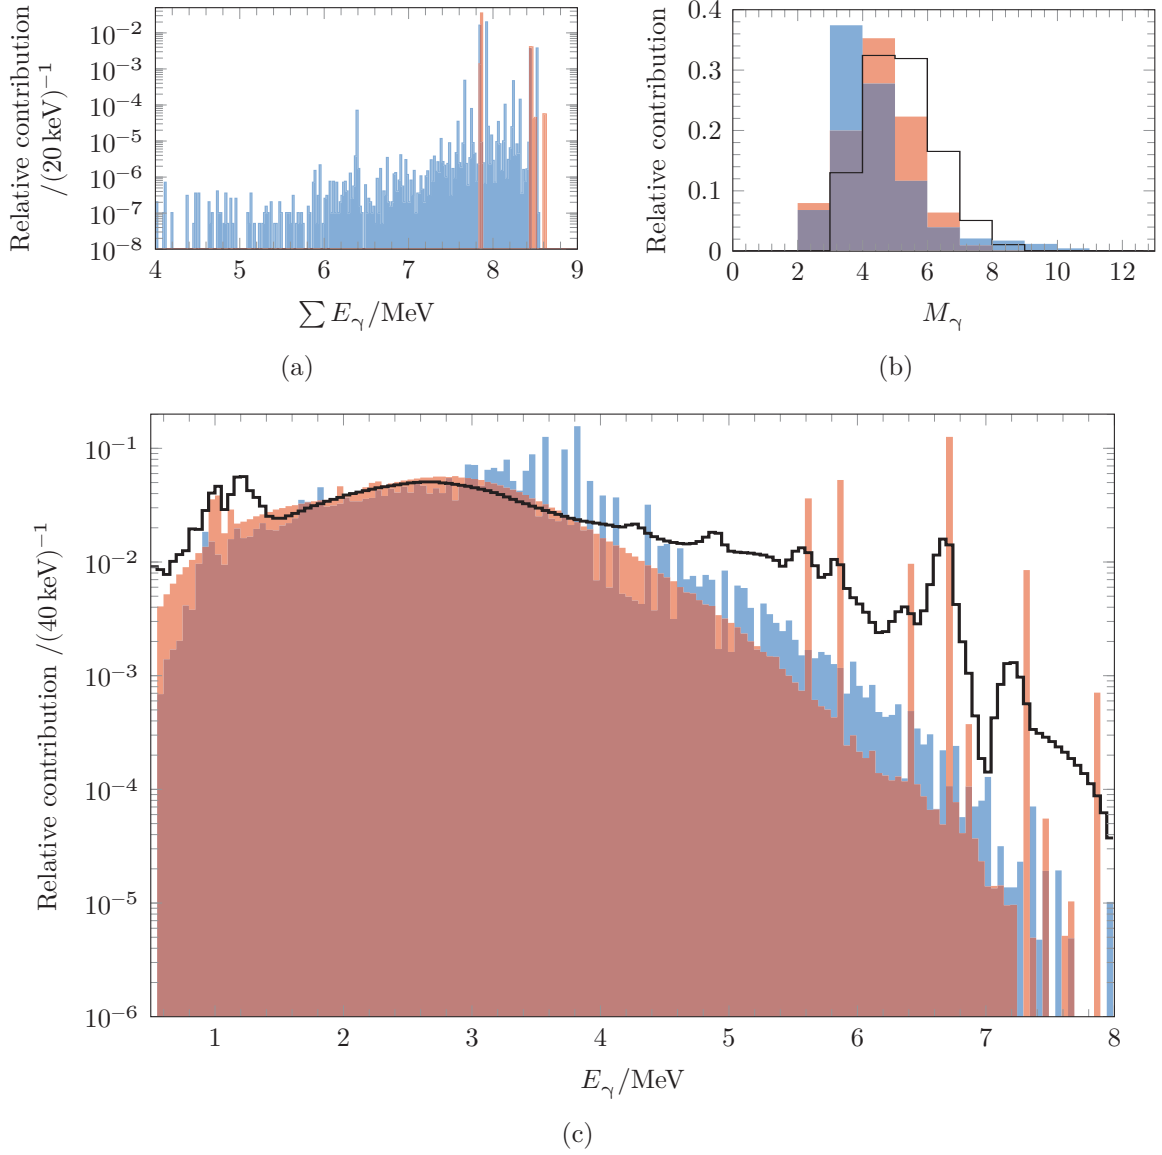 Relative contribution
/(20 keV)⁻¹
10⁻²
10⁻³
10⁻⁴
10⁻⁵
10⁻⁶
10⁻⁷
10⁻⁸
4 5 6 7 8 9
∑ E_γ/MeV
(a)
Relative contribution
0.4
0.3
0.2
0.1
0
0 2 4 6 8 10 12
M_γ
(b)
Relative contribution /(40 keV)⁻¹
10⁻¹
10⁻²
10⁻³
10⁻⁴
10⁻⁵
10⁻⁶
1 2 3 4 5 6 7 8
E_γ/MeV
(c)